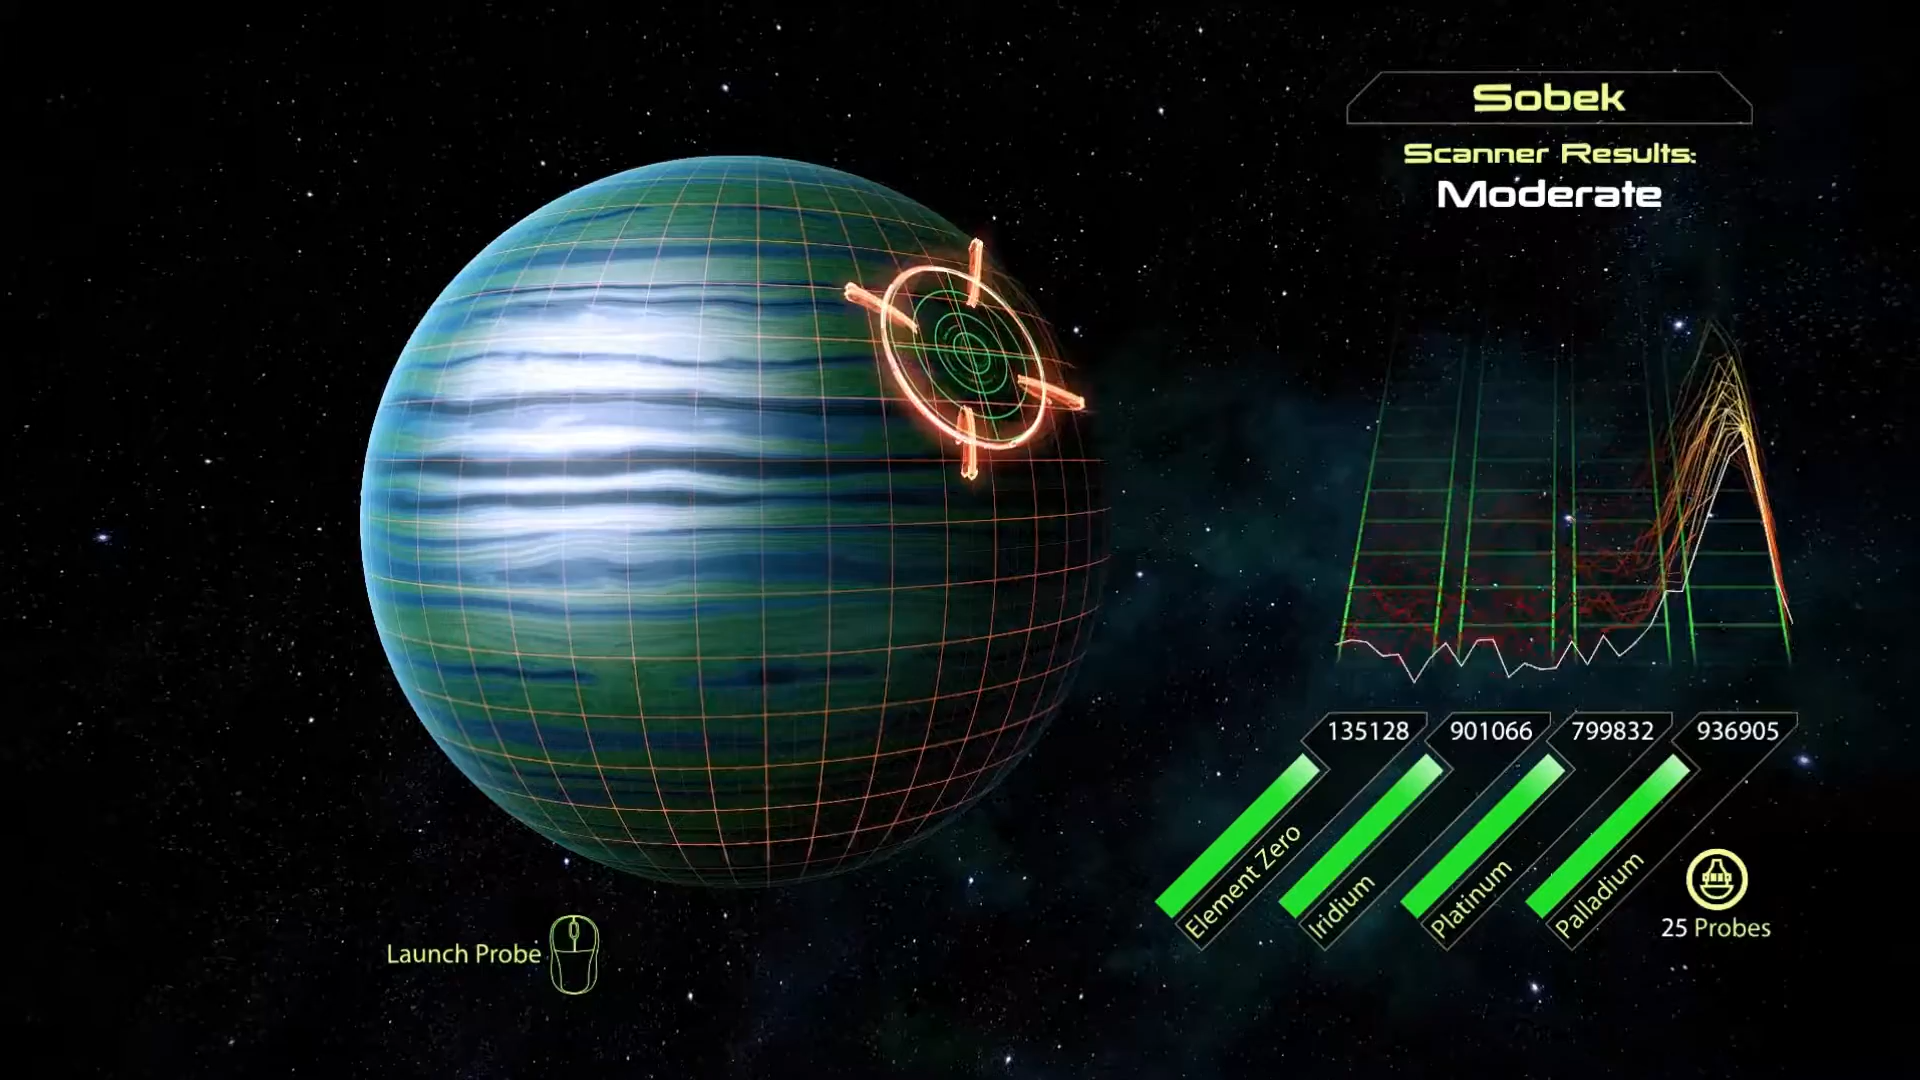 Sobek
Scanner Results:
Moderate
135128 901066 799832 936905
Element Zero
Iridium
Platinum
Palladium
25 Probes
Launch Probe